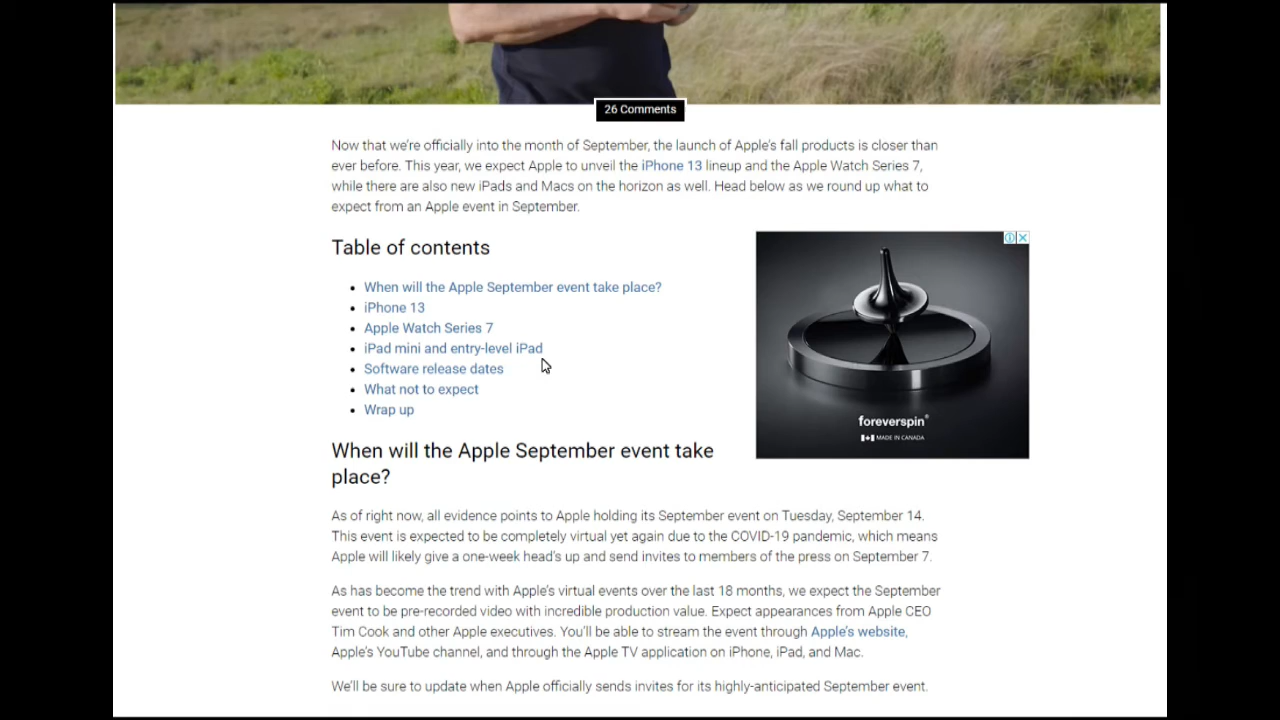 26 Comments
Now that we're officially into the month of September, the launch of Apple's fall products is closer than
ever before. This year, we expect Apple to unveil the iPhone 13 lineup and the Apple Watch Series 7,
while there are also new iPads and Macs on the horizon as well. Head below as we round up what to
expect from an Apple event in September.
Table of contents
When will the Apple September event take place?
iPhone 13
Apple Watch Series 7
iPad mini and entry-level iPad
Software release dates
What not to expect
Wrap up
foreverspin®
MADE IN CANADA
When will the Apple September event take
place?
As of right now, all evidence points to Apple holding its September event on Tuesday, September 14.
This event is expected to be completely virtual yet again due to the COVID-19 pandemic, which means
Apple will likely give a one-week head's up and send invites to members of the press on September 7.
As has become the trend with Apple's virtual events over the last 18 months, we expect the September
event to be pre-recorded video with incredible production value. Expect appearances from Apple CEO
Tim Cook and other Apple executives. You'll be able to stream the event through Apple's website,
Apple's YouTube channel, and through the Apple TV application on iPhone, iPad, and Mac.
We'll be sure to update when Apple officially sends invites for its highly-anticipated September event.